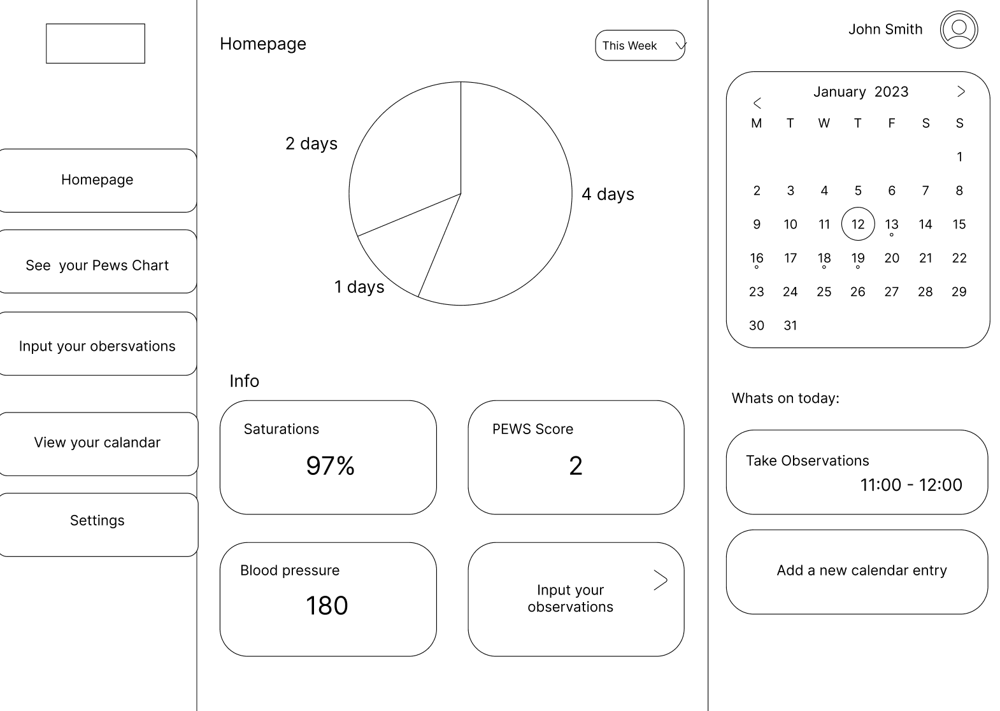 Homepage
See  your Pews Chart
Input your obersvations
View your calandar
Settings
Homepage
This Week
2 days
4 days
1 days
Info
Saturations
97%
PEWS Score
2
Blood pressure
180
Input your
observations
John Smith
January  2023
M T W T F S S
1
2 3 4 5 6 7 8
9 10 11 12 13 14 15
16 17 18 19 20 21 22
23 24 25 26 27 28 29
30 31
Whats on today:
Take Observations
11:00 - 12:00
Add a new calendar entry